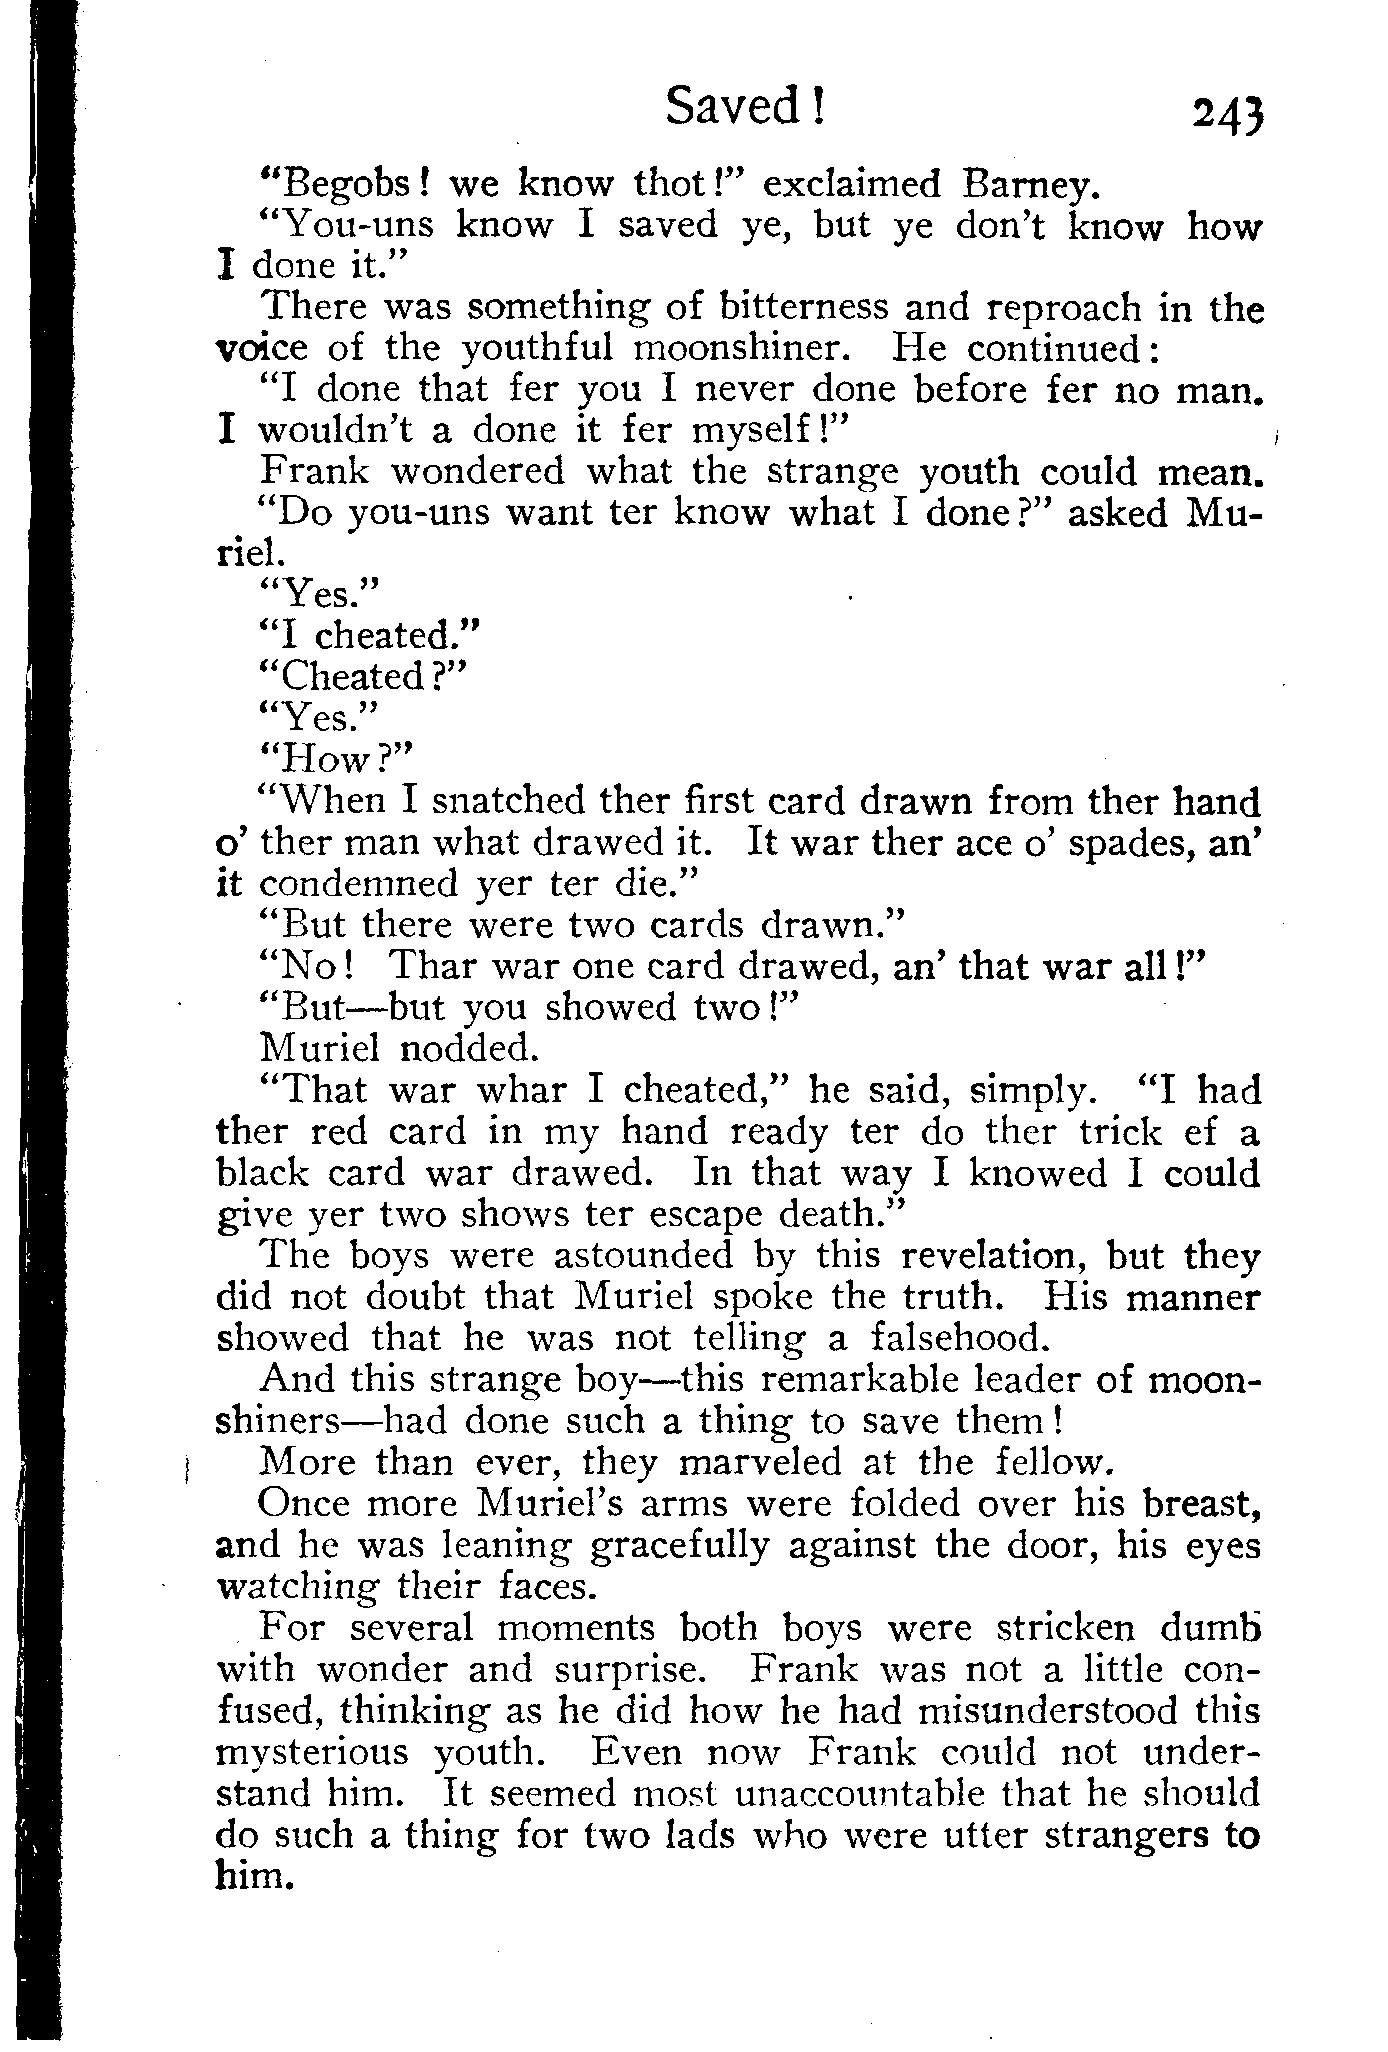 Saved! 243
"Begobs! we know thot!" exclaimed Barney.
"You-uns know I saved ye, but ye don't know how
I done it."
There was something of bitterness and reproach in the
voice of the youthful moonshiner. He continued:
"I done that fer you I never done before fer no man.
I wouldn't a done it fer myself!"
Frank wondered what the strange youth could mean.
"Do you-uns want ter know what I done?" asked Mu-
riel.
"Yes."
"I cheated."
"Cheated?"
"Yes."
"How?"
"When I snatched ther first card drawn from ther hand
o' ther man what drawed it. It war ther ace o' spades, an'
it condemned yer ter die."
"But there were two cards drawn."
"No! Thar war one card drawed, an' that war all!"
"But—but you showed two!"
Muriel nodded.
"That war whar I cheated," he said, simply. "I had
ther red card in my hand ready ter do ther trick ef a
black card war drawed. In that way I knowed I could
give yer two shows ter escape death."
The boys were astounded by this revelation, but they
did not doubt that Muriel spoke the truth. His manner
showed that he was not telling a falsehood.
And this strange boy—this remarkable leader of moon-
shiners—had done such a thing to save them!
More than ever, they marveled at the fellow.
Once more Muriel's arms were folded over his breast,
and he was leaning gracefully against the door, his eyes
watching their faces.
For several moments both boys were stricken dumb
with wonder and surprise. Frank was not a little con-
fused, thinking as he did how he had misunderstood this
mysterious youth. Even now Frank could not under-
stand him. It seemed most unaccountable that he should
do such a thing for two lads who were utter strangers to
him.